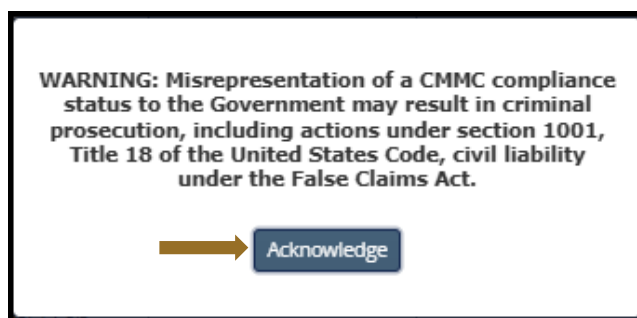 WARNING: Misrepresentation of a CMMC compliance
status to the Government may result in criminal
prosecution, including actions under section 1001,
Title 18 of the United States Code, civil liability
under the False Claims Act.
Acknowledge